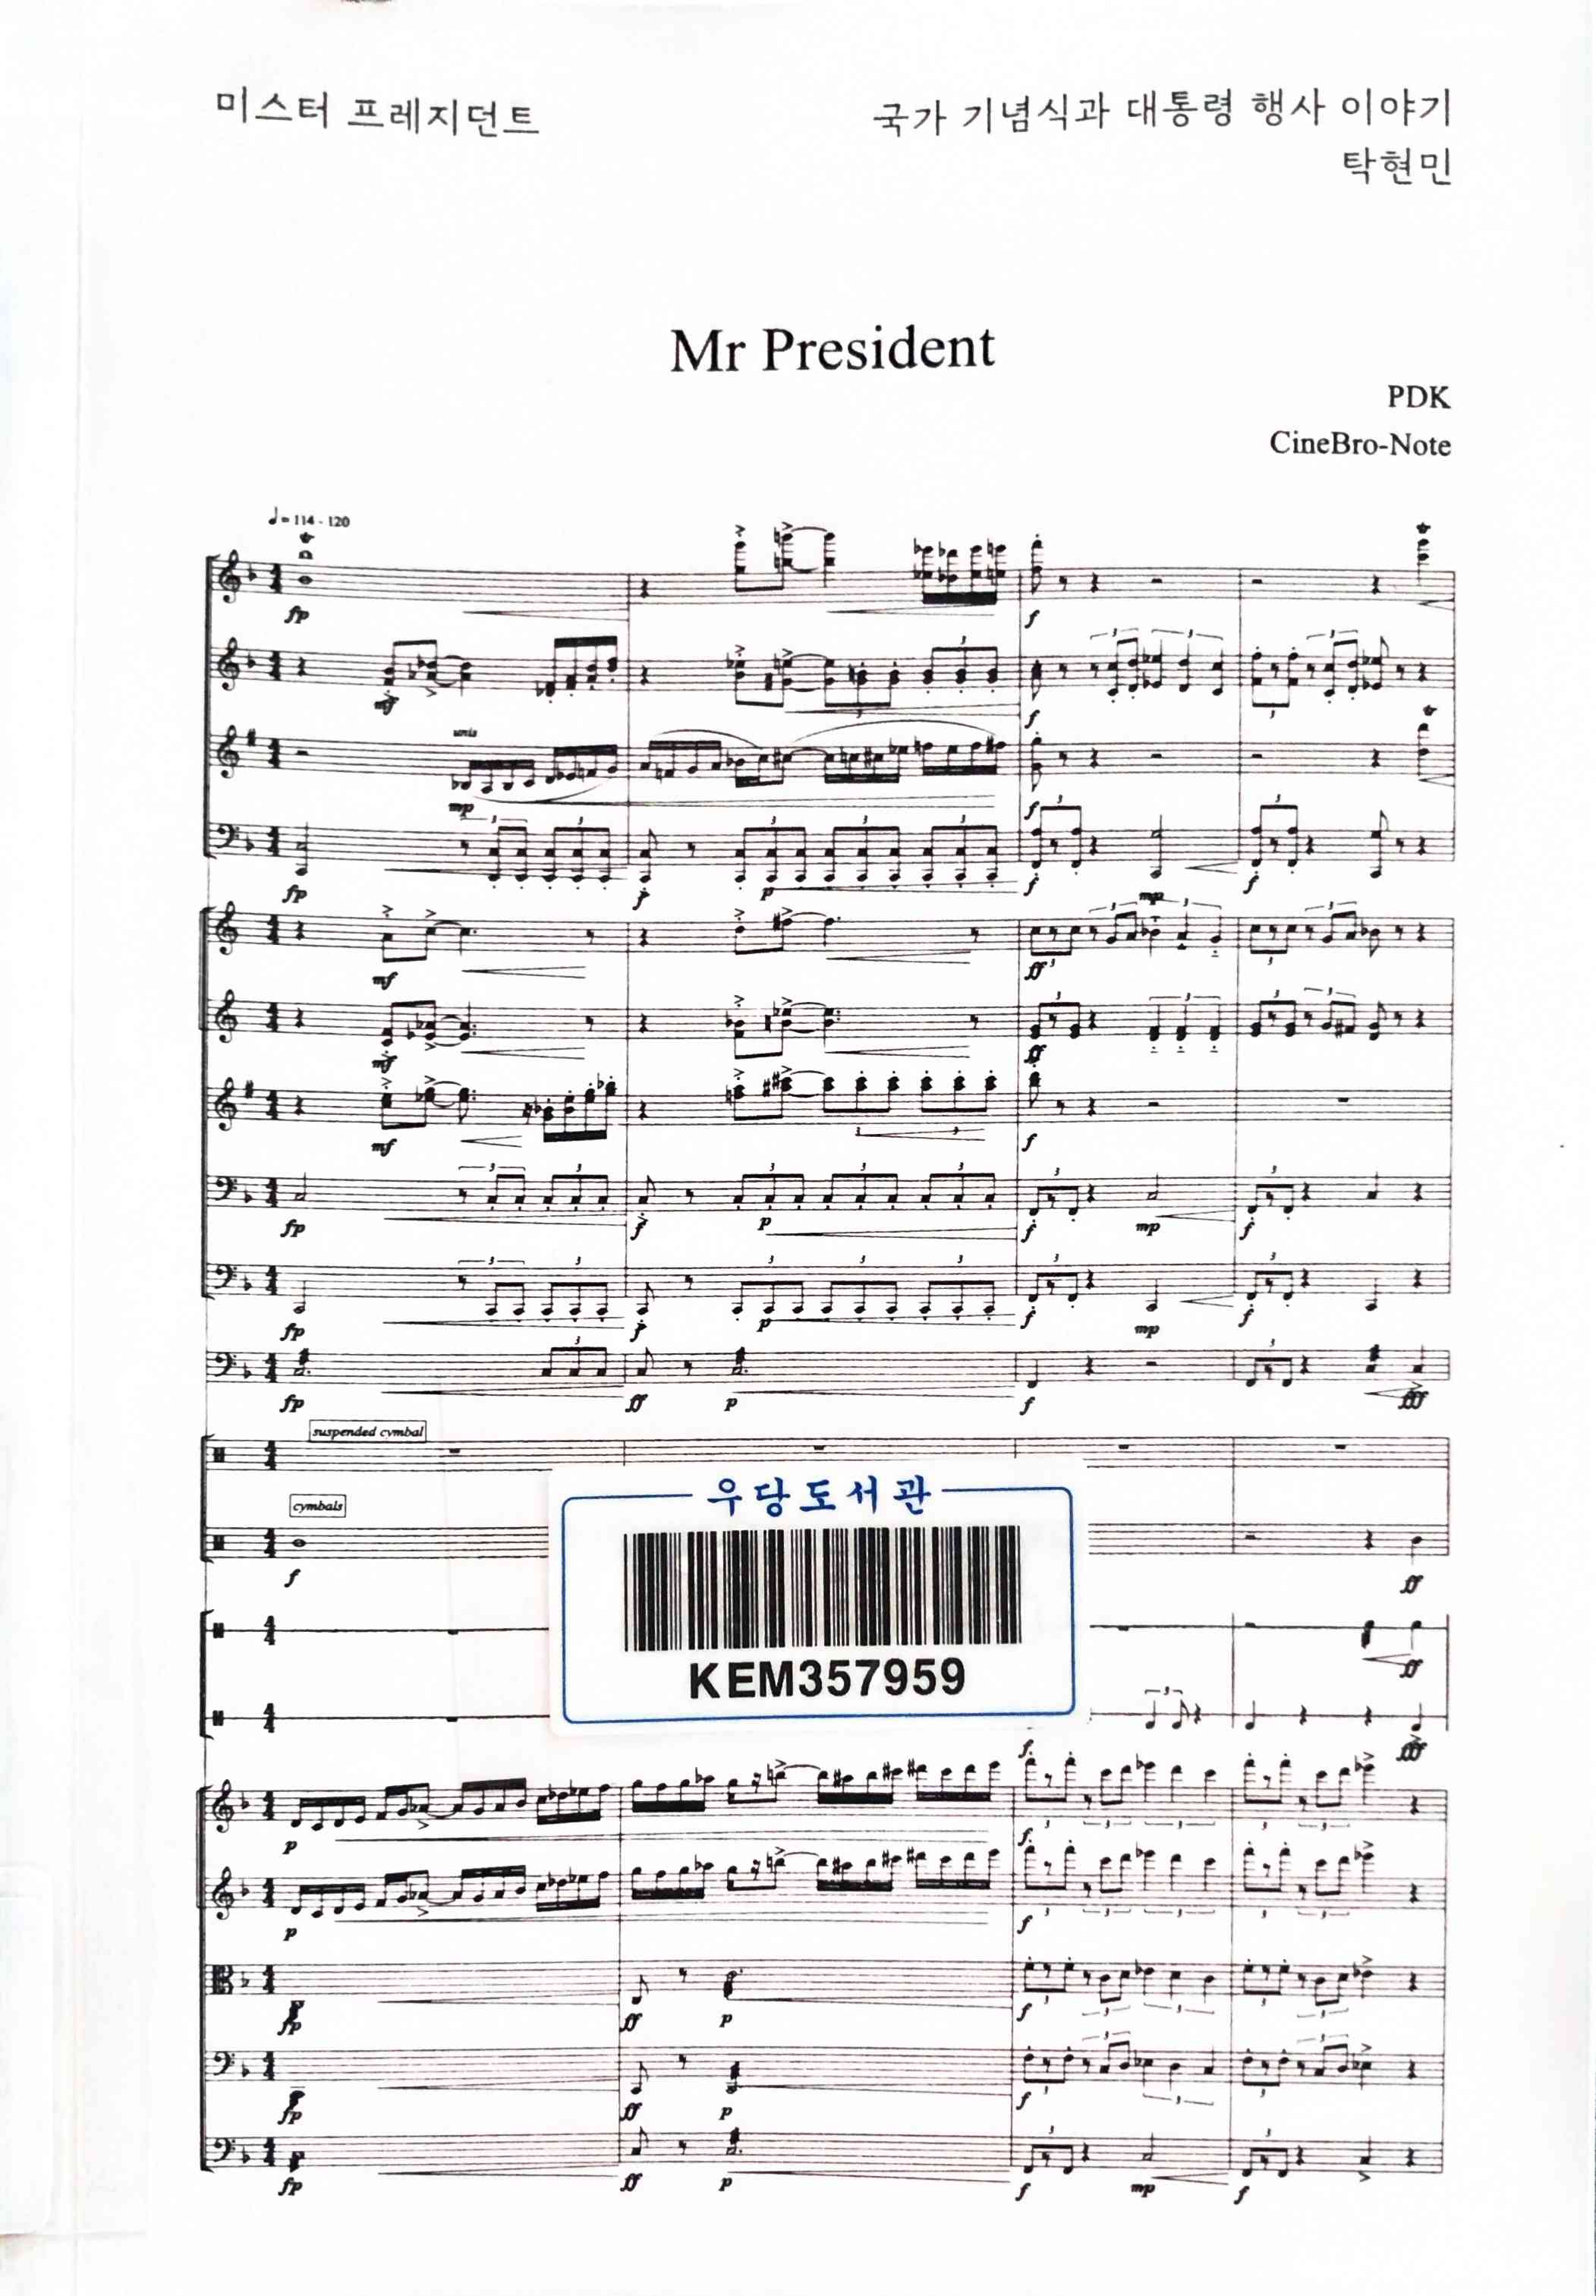 미스터 프레지던트
국가 기념식과 대통령 행사 이야기
탁현민
Mr President
PDK
CineBro-Note
♩= 114 - 120
fp
f
mf
f
unis
mp
f
fp
f
p
f
mp
f
mf
ff
mf
ff
mf
f
fp
f
p
f
mp
f
fp
f
p
f
mp
f
fp
ff
p
f
fff
suspended cymbal
cymbals
f
ff
우당도서관
KEM357959
ff
fff
p
f
p
f
fp
ff
p
f
fp
ff
p
f
fp
ff
p
f
mp
f